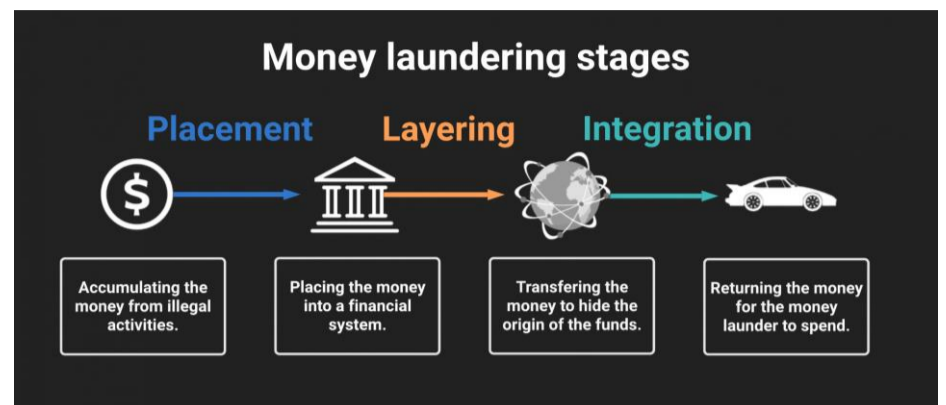 Money laundering stages
Placement
Layering
Integration
$
Accumulating the
money from illegal
activities.
Placing the money
into a financial
system.
Transfering the
money to hide the
origin of the funds.
Returning the money
for the money
launder to spend.